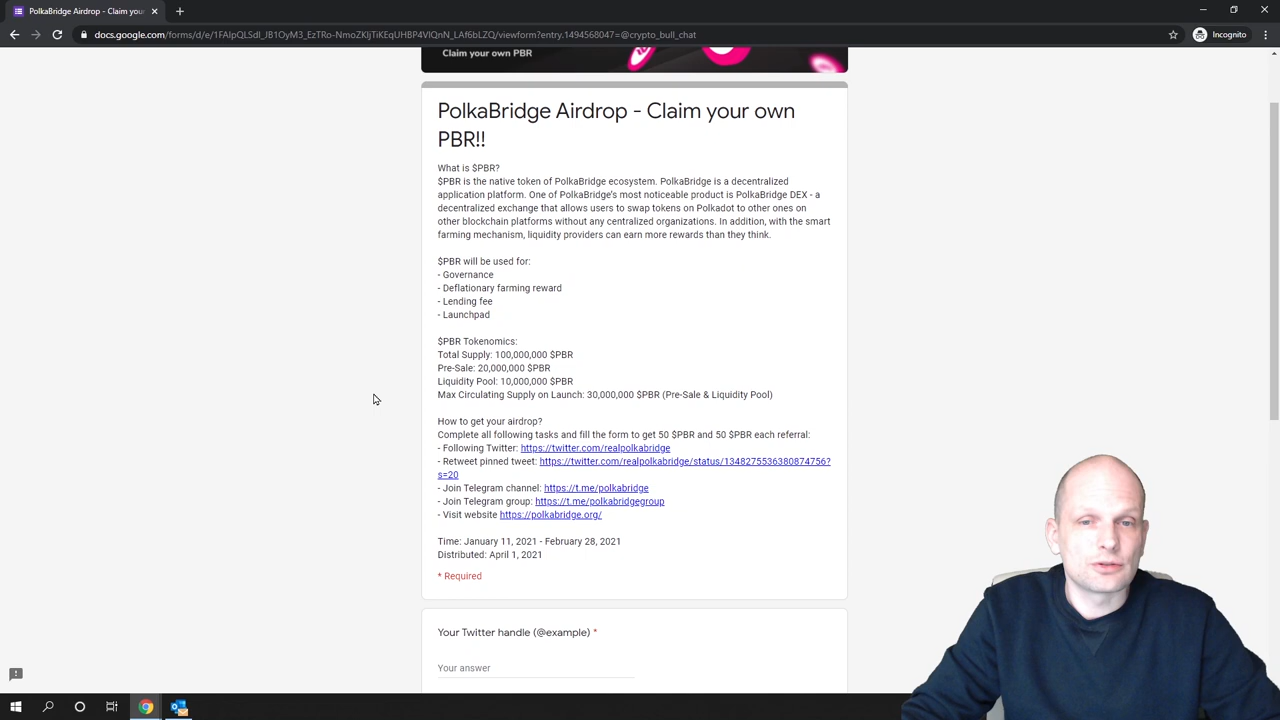 PolkaBridge Airdrop - Claim your
docs.google.com/forms/d/e/1FAIpQLSdI_JB1OyM3_EzTRo-NmoZKIjTiKEqUHBP4VIQnN_LAf6bLZQ/viewform?entry.1494568047=@crypto_bull_chat
Incognito
Claim your own PBR
PolkaBridge Airdrop - Claim your own
PBR!!
What is $PBR?
$PBR is the native token of PolkaBridge ecosystem. PolkaBridge is a decentralized
application platform. One of PolkaBridge's most noticeable product is PolkaBridge DEX - a
decentralized exchange that allows users to swap tokens on Polkadot to other ones on
other blockchain platforms without any centralized organizations. In addition, with the smart
farming mechanism, liquidity providers can earn more rewards than they think.
$PBR will be used for:
- Governance
- Deflationary farming reward
- Lending fee
- Launchpad
$PBR Tokenomics:
Total Supply: 100,000,000 $PBR
Pre-Sale: 20,000,000 $PBR
Liquidity Pool: 10,000,000 $PBR
Max Circulating Supply on Launch: 30,000,000 $PBR (Pre-Sale & Liquidity Pool)
How to get your airdrop?
Complete all following tasks and fill the form to get 50 $PBR and 50 $PBR each referral:
- Following Twitter: https://twitter.com/realpolkabridge
- Retweet pinned tweet: https://twitter.com/realpolkabridge/status/1348275536380874756?
s=20
- Join Telegram channel: https://t.me/polkabridge
- Join Telegram group: https://t.me/polkabridgegroup
- Visit website https://polkabridge.org/
Time: January 11, 2021 - February 28, 2021
Distributed: April 1, 2021
* Required
Your Twitter handle (@example) *
Your answer